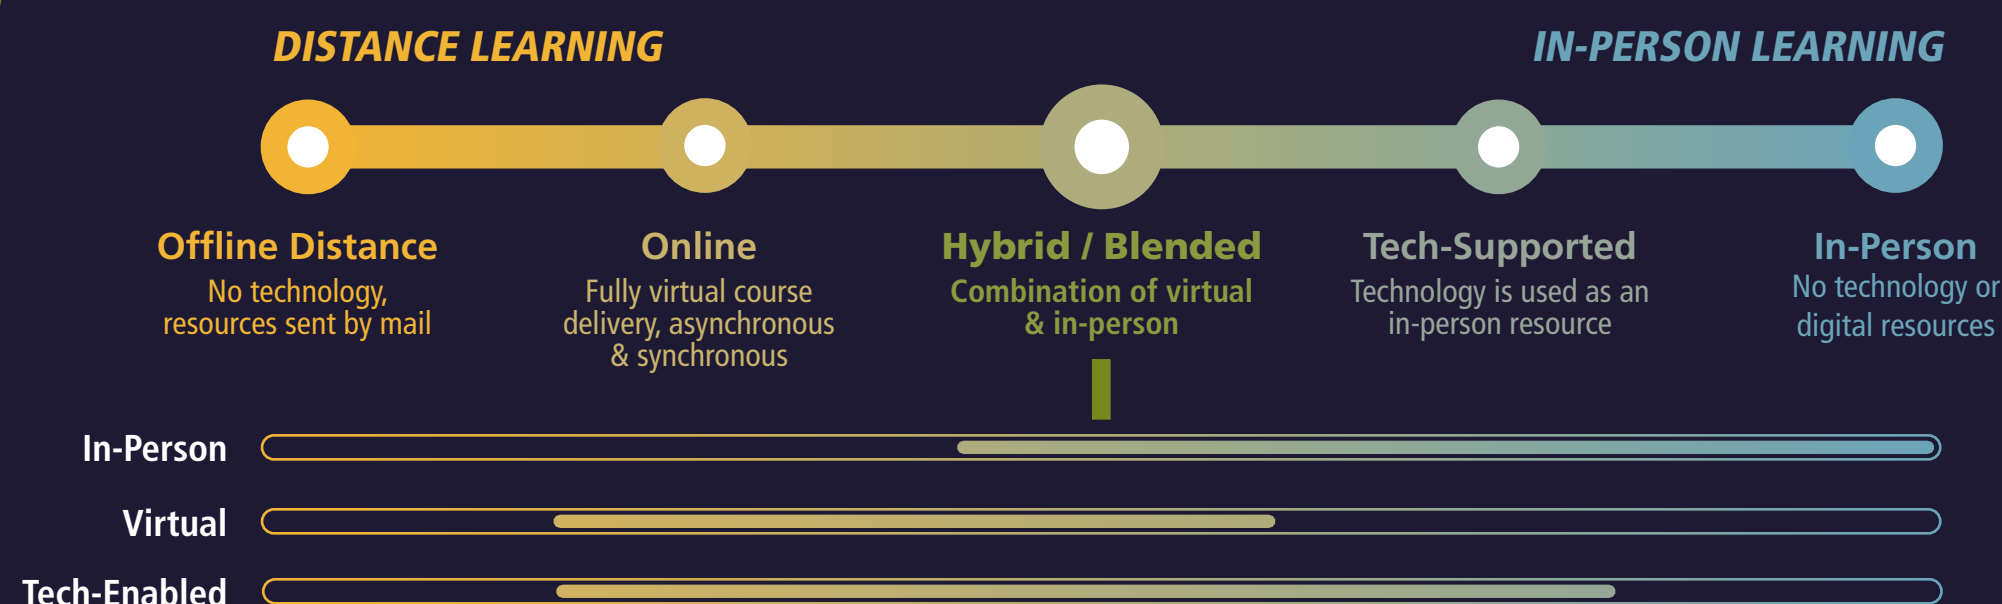 DISTANCE LEARNING
IN-PERSON LEARNING
Offline Distance
No technology,
resources sent by mail
Online
Fully virtual course
delivery, asynchronous
& synchronous
Hybrid / Blended
Combination of virtual
& in-person
Tech-Supported
Technology is used as an
in-person resource
In-Person
No technology or
digital resources
In-Person
Virtual
Tech-Enabled